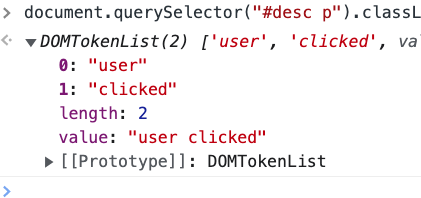 > document.querySelector("#desc p").classL
DOMTokenList(2) ['user', 'clicked',
0: "user"
1: "clicked"
length: 2
value: "user clicked"
[[Prototype]]: DOMTokenList
>